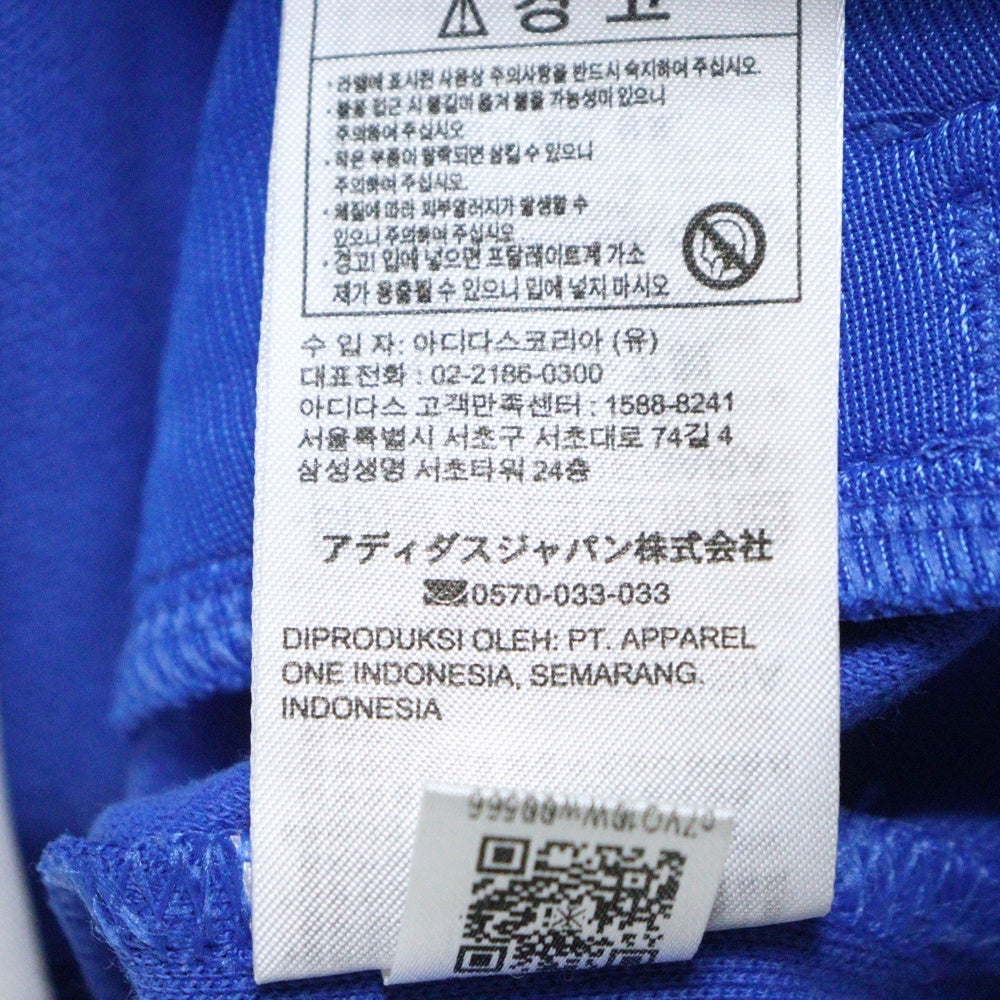 경 고
· 라벨에 표시된 사용상 주의사항을 반드시 숙지하여 주십시오.
· 불꽃 접근 시 불길이 옮겨 붙을 가능성이 있으니
주의하여 주십시오
· 작은 부품이 탈락되면 삼킬 수 있으니
주의하여 주십시오.
· 체질에 따라 피부알러지가 발생할 수
있으니 주의하여 주십시오
· 경고! 입에 넣으면 프탈레이트계 가소
제가 용출될 수 있으니 입에 넣지 마시오
수 입 자: 아디다스코리아 (유)
대표전화 : 02-2186-0300
아디다스 고객만족센터 : 1588-8241
서울특별시 서초구 서초대로 74길 4
삼성생명 서초타워 24층
アディダスジャパン株式会社
0570-033-033
DIPRODUKSI OLEH: PT. APPAREL
ONE INDONESIA, SEMARANG.
INDONESIA